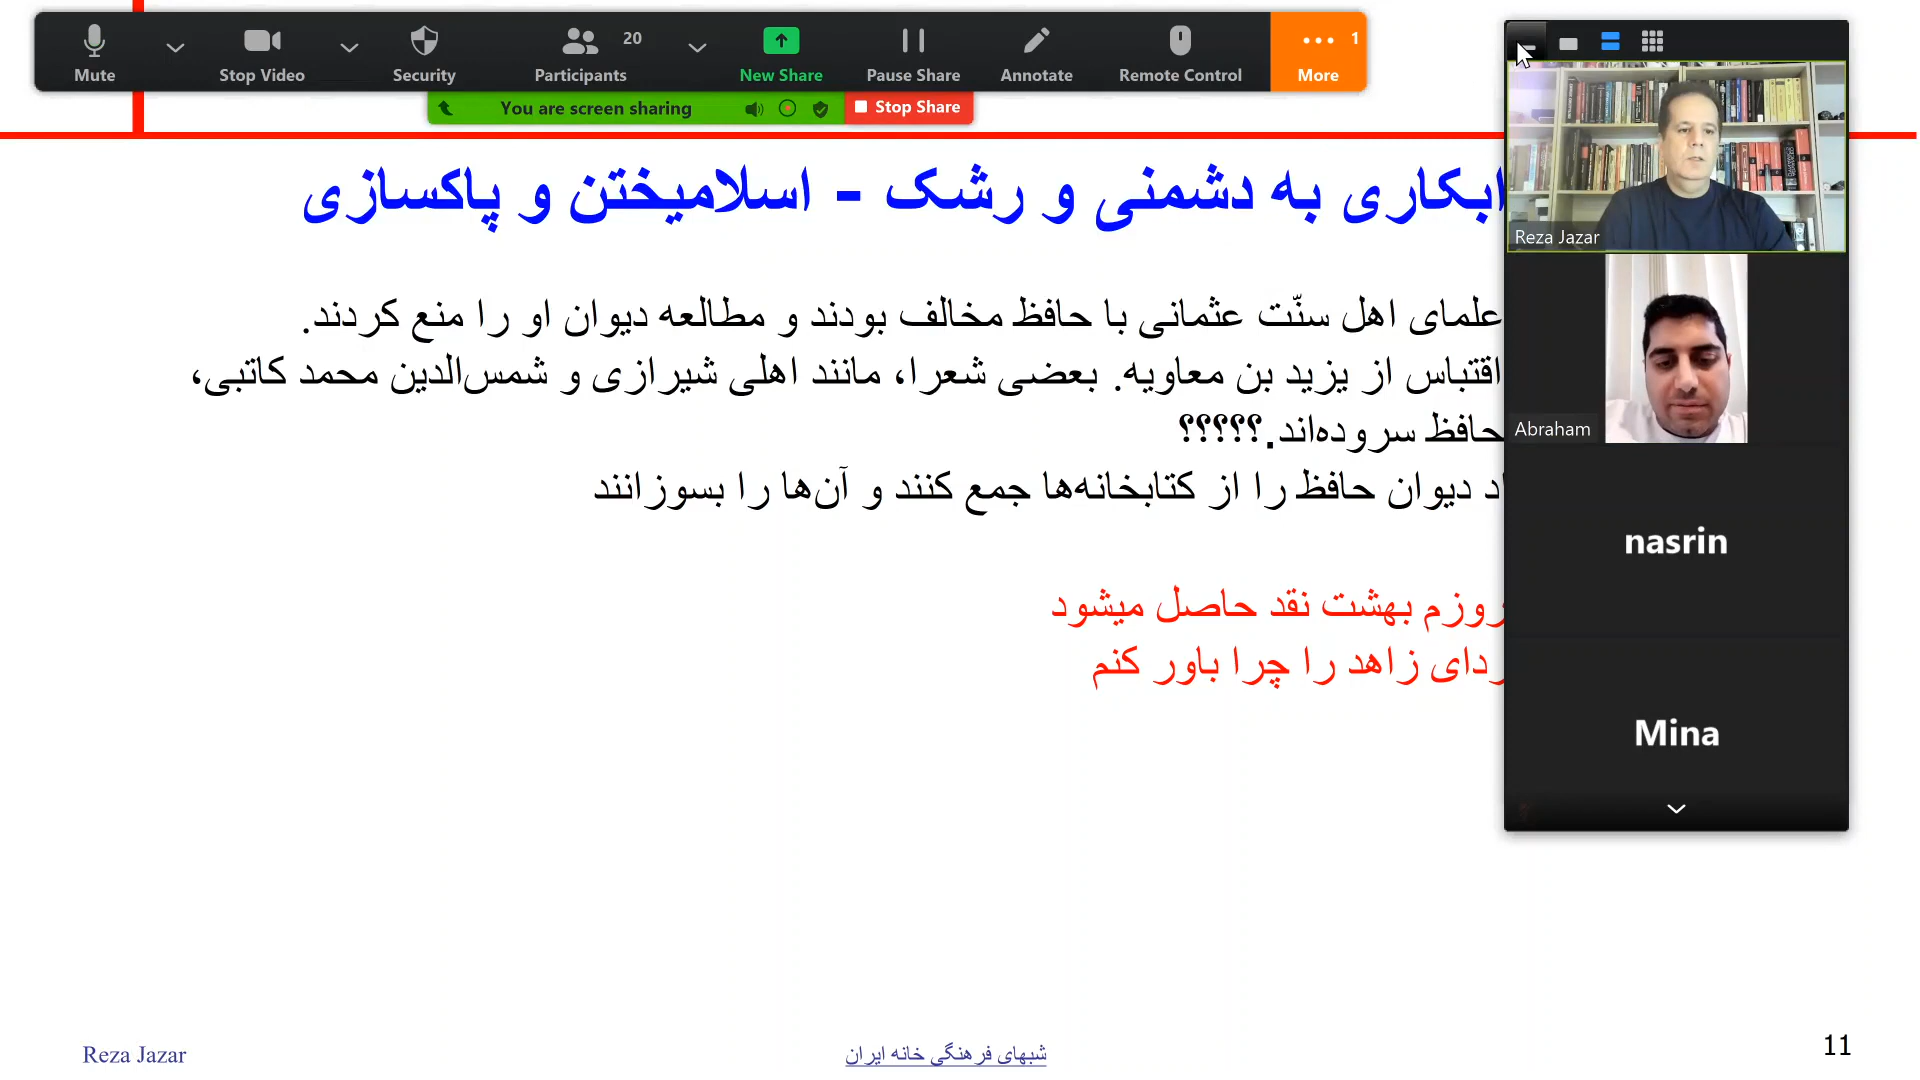 Mute
Stop Video
Security
Participants
20
New Share
Pause Share
Annotate
Remote Control
More
1
You are screen sharing
Stop Share
به دشمنی و رشک - اسلامیختن و پاکسازی
علمای اهل سنّت عثمانی با حافظ مخالف بودند و مطالعه دیوان او را منع کردند.
اقتباس از یزید بن معاویه. بعضی شعرا، مانند اهلی شیرازی و شمس‌الدین محمد کاتبی،
حافظ سروده‌اند.؟؟؟؟؟
دیوان حافظ را از کتابخانه‌ها جمع کنند و آن‌ها را بسوزانند
بهشت نقد حاصل میشود
زاهد را چرا باور کنم
Reza Jazar
Abraham
nasrin
Mina
Reza Jazar
شبهای فرهنگی خانه ایران
11